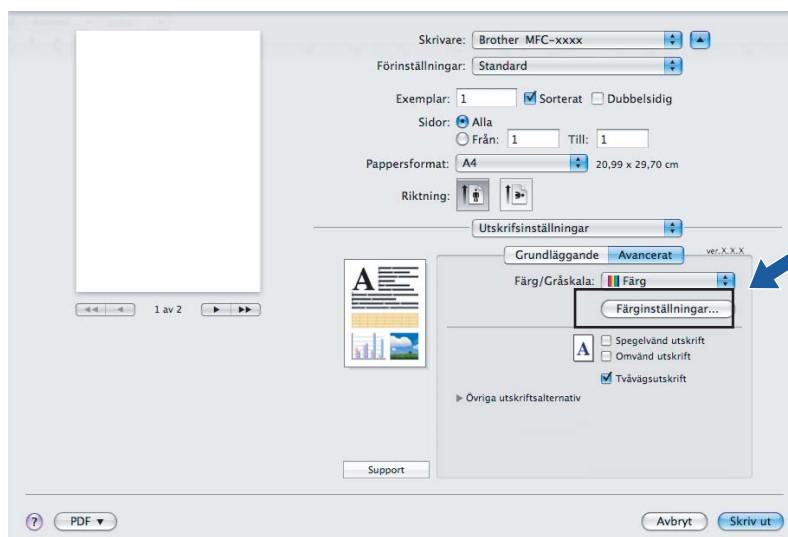 Skrivare: Brother MFC-xxxx
Förinställningar: Standard
Exemplar: 1 Sorterat Dubbelsidig
Sidor: Alla
Från: 1 Till: 1
Pappersformat: A4 20,99 x 29,70 cm
Riktning:
Utskrifsinställningar
Grundläggande Avancerat ver.X.X.X
Färg/Gråskala: Färg
Färginställningar...
1 av 2
A
A Spegelvänd utskrift
Omvänd utskrift
Tvåvägsutskrift
Övriga utskriftsalternativ
Support
? PDF Avbryt Skriv ut